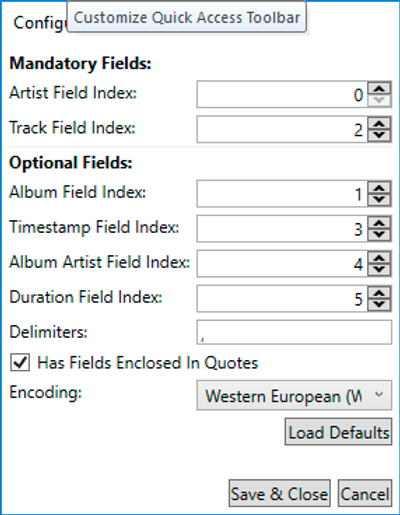 Customize Quick Access Toolbar
Configu
Mandatory Fields:
Artist Field Index: 0
Track Field Index: 2
Optional Fields:
Album Field Index: 1
Timestamp Field Index: 3
Album Artist Field Index: 4
Duration Field Index: 5
Delimiters: ,
Has Fields Enclosed In Quotes
Encoding: Western European (W
Load Defaults
Save & Close Cancel